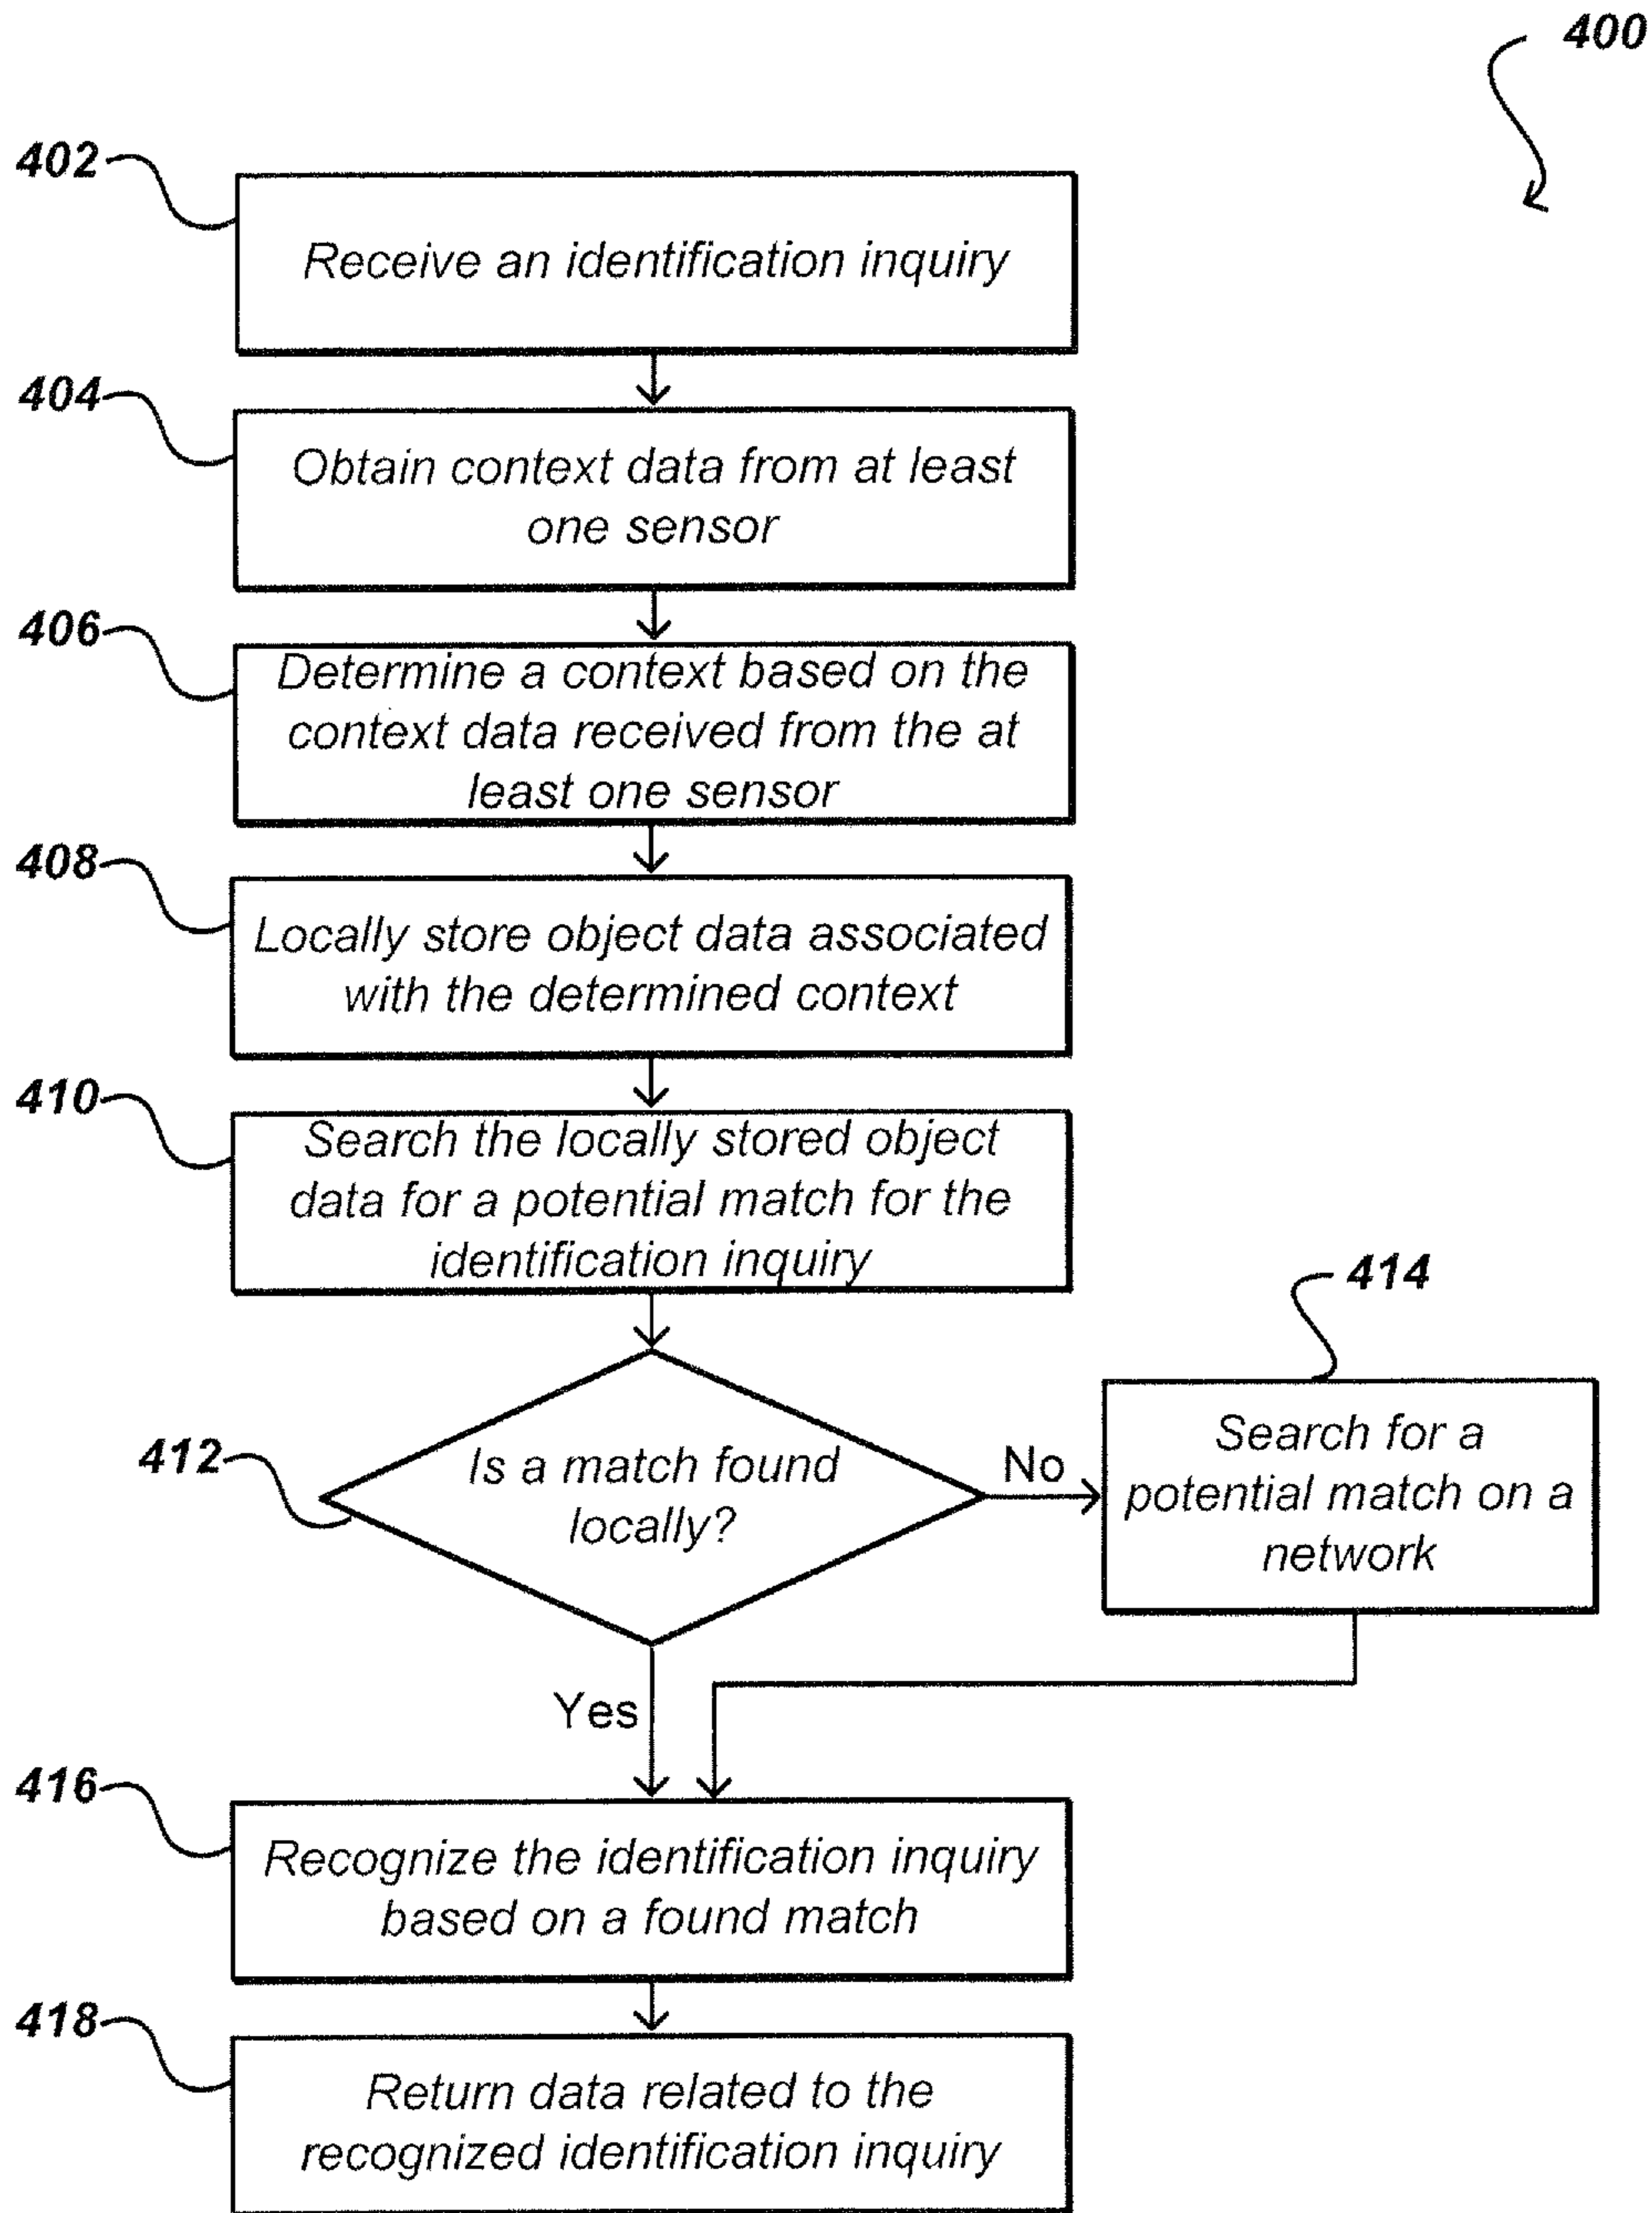 400
402
Receive an identification inquiry
404
Obtain context data from at least
one sensor
406
Determine a context based on the
context data received from the at
least one sensor
408
Locally store object data associated
with the determined context
410
Search the locally stored object
data for a potential match for the
identification inquiry
412
Is a match found
locally?
No
414
Search for a
potential match on a
network
Yes
416
Recognize the identification inquiry
based on a found match
418
Return data related to the
recognized identification inquiry